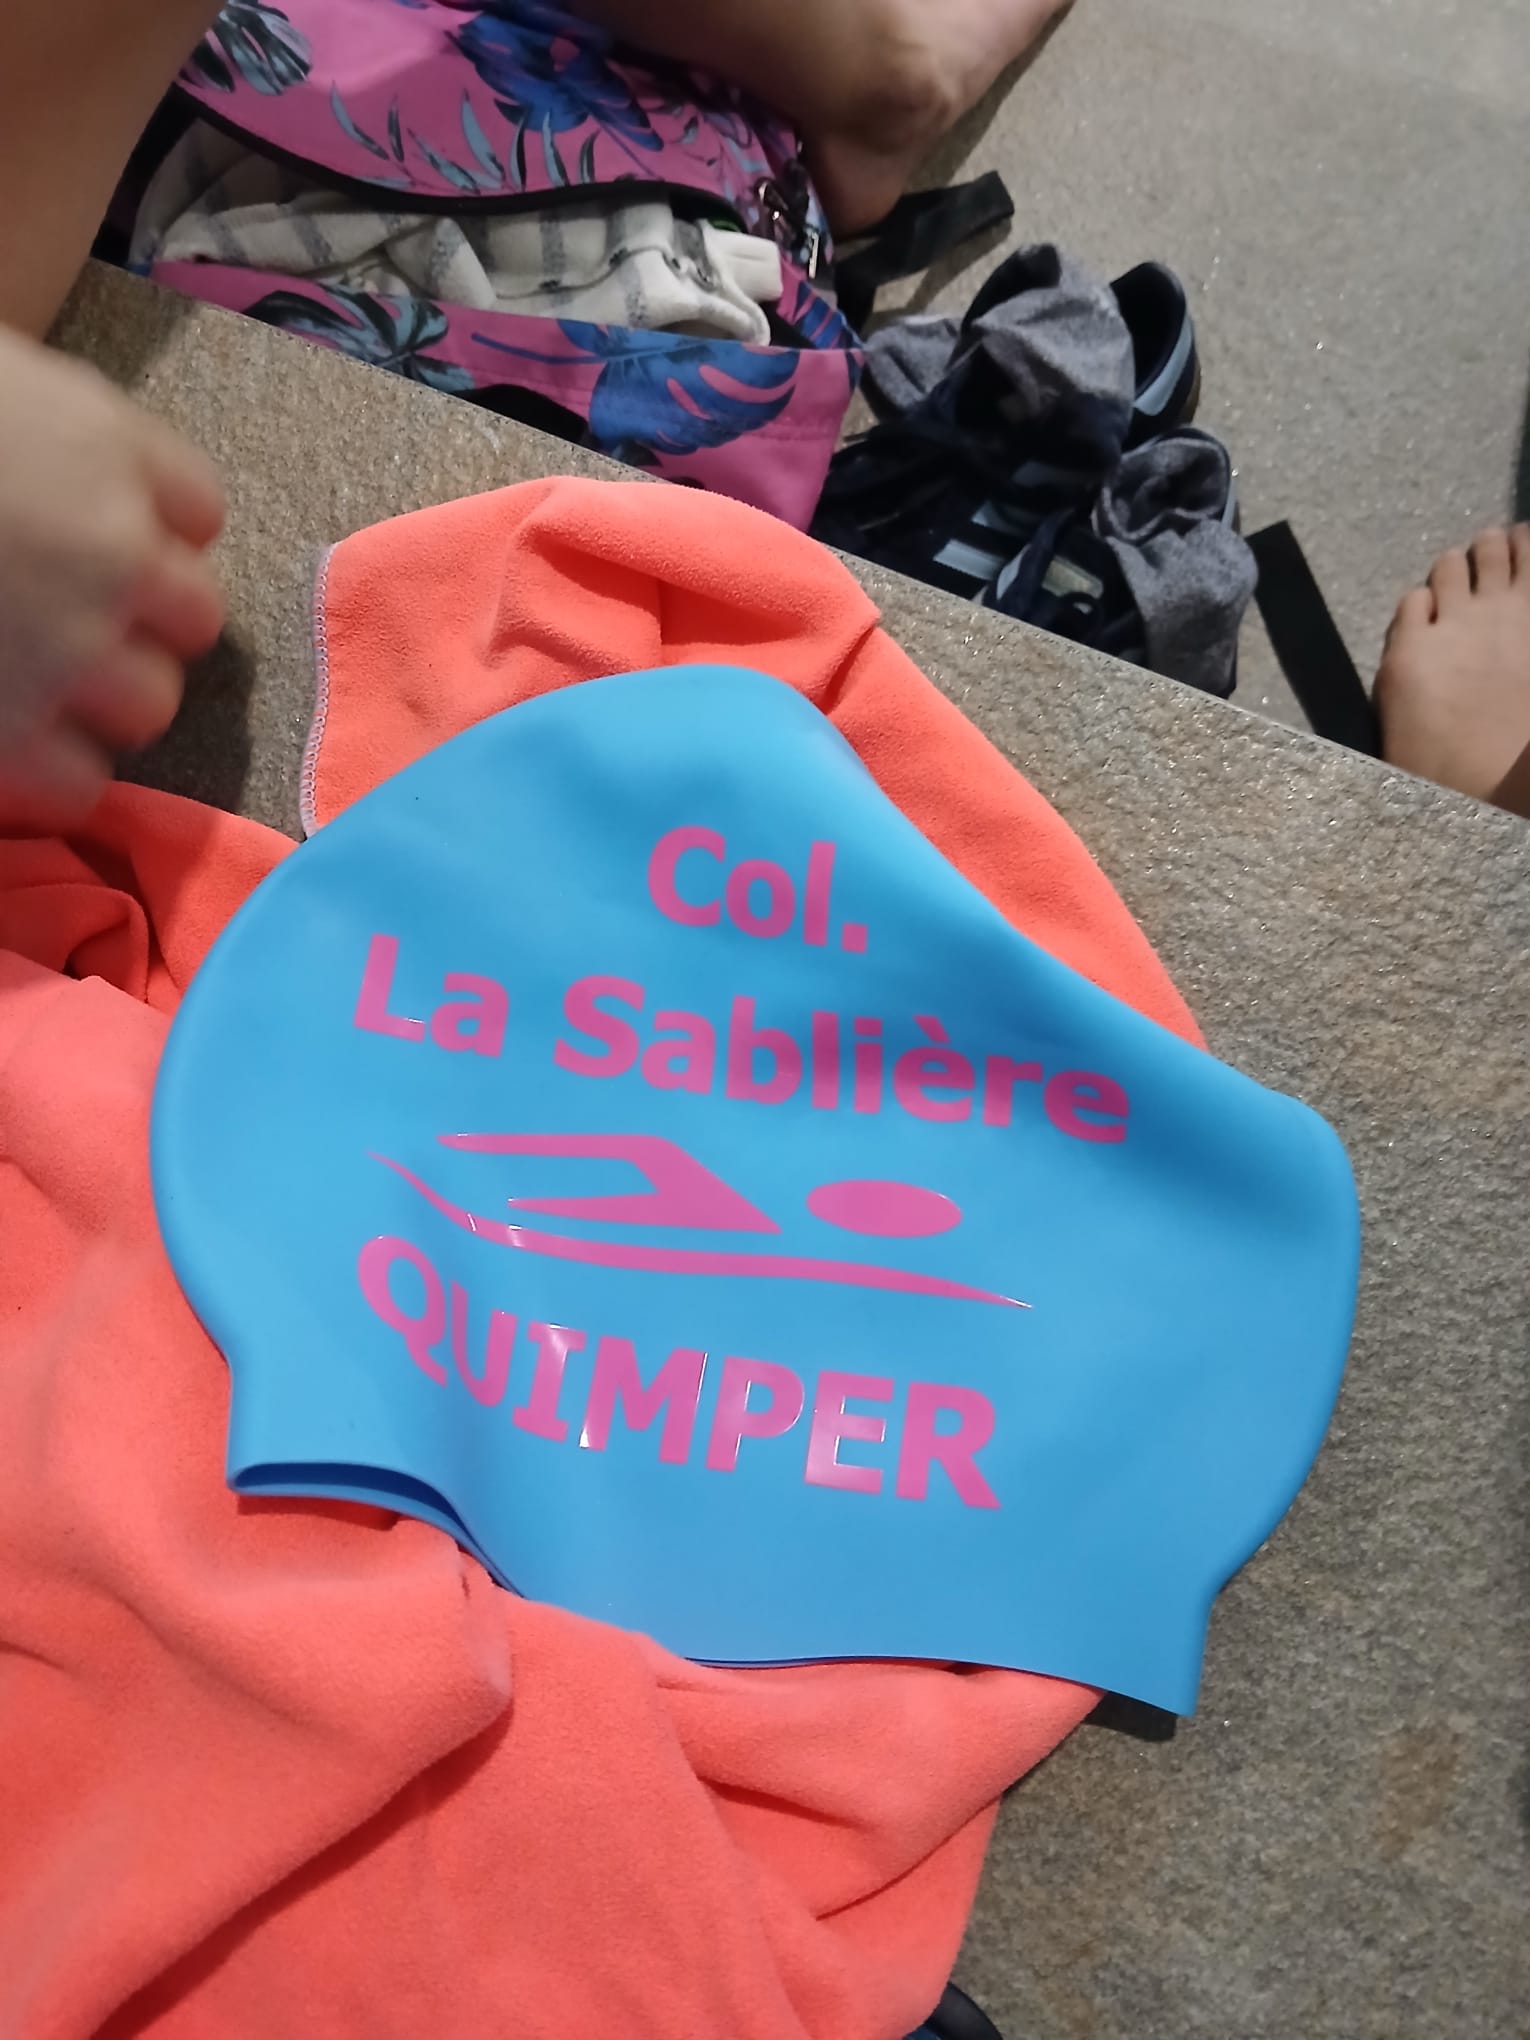 Col.
La Sablière
QUIMPER